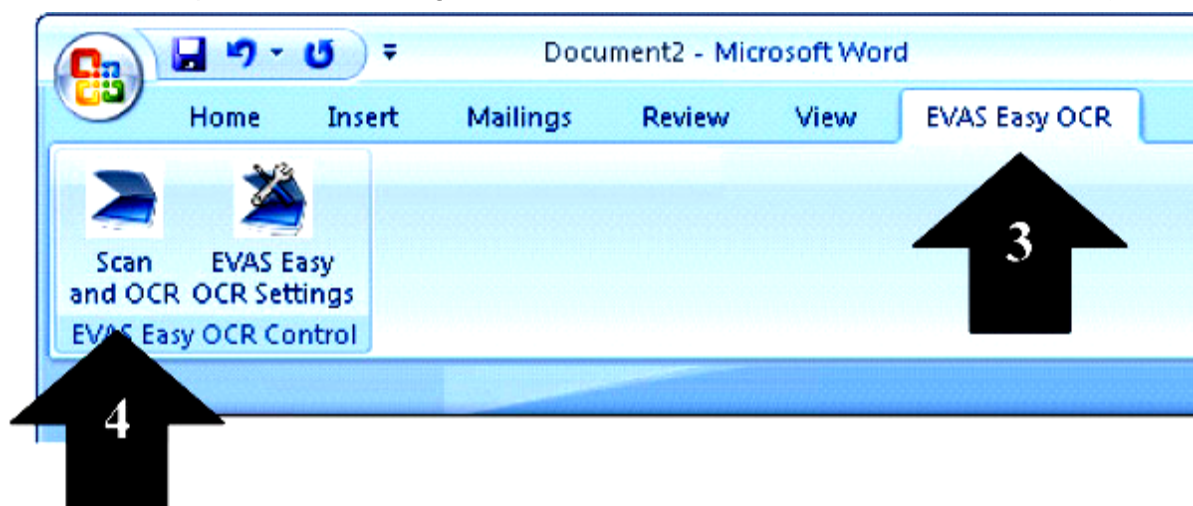 Document2 - Microsoft Word
Home Insert Mailings Review View EVAS Easy OCR
3
Scan EVAS Easy
and OCR OCR Settings
EVAS Easy OCR Control
4